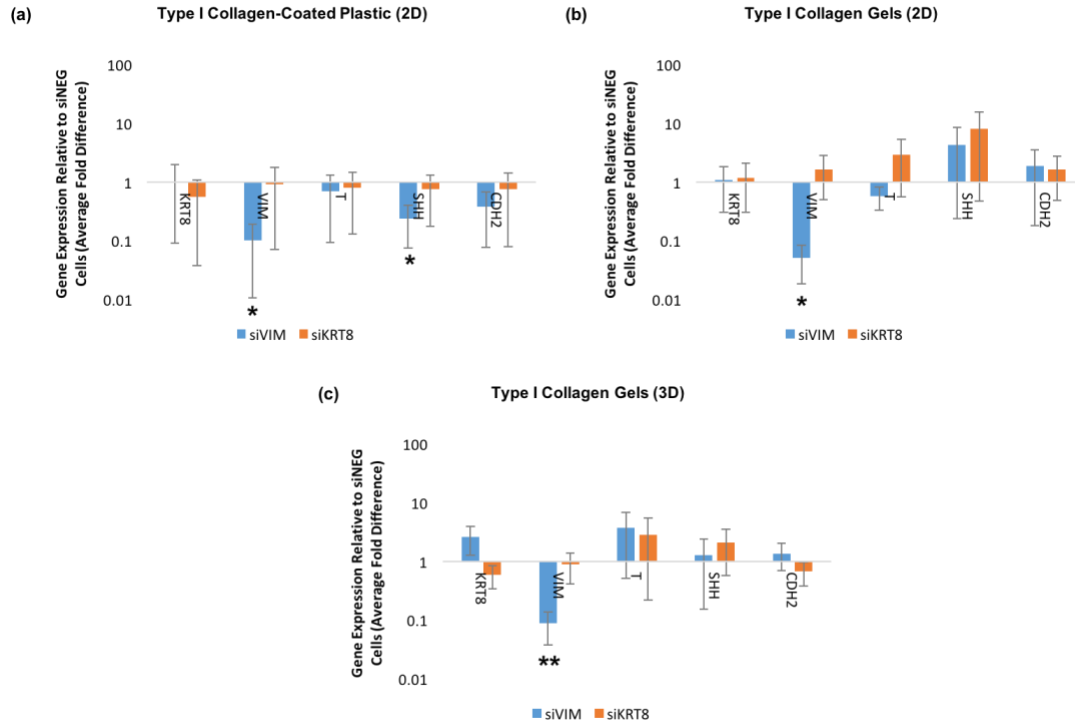 (a) Type I Collagen-Coated Plastic (2D)
Gene Expression Relative to siNEG
Cells (Average Fold Difference)
100
10
1
0.1
0.01
KRT8
VIM
T
SHH
CDH2
*
*
siVIM siKRT8
(b) Type I Collagen Gels (2D)
Gene Expression Relative to siNEG
Cells (Average Fold Difference)
100
10
1
0.1
0.01
KRT8
VIM
T
SHH
CDH2
*
siVIM siKRT8
(c) Type I Collagen Gels (3D)
Gene Expression Relative to siNEG
Cells (Average Fold Difference)
100
10
1
0.1
0.01
KRT8
VIM
T
SHH
CDH2
**
siVIM siKRT8